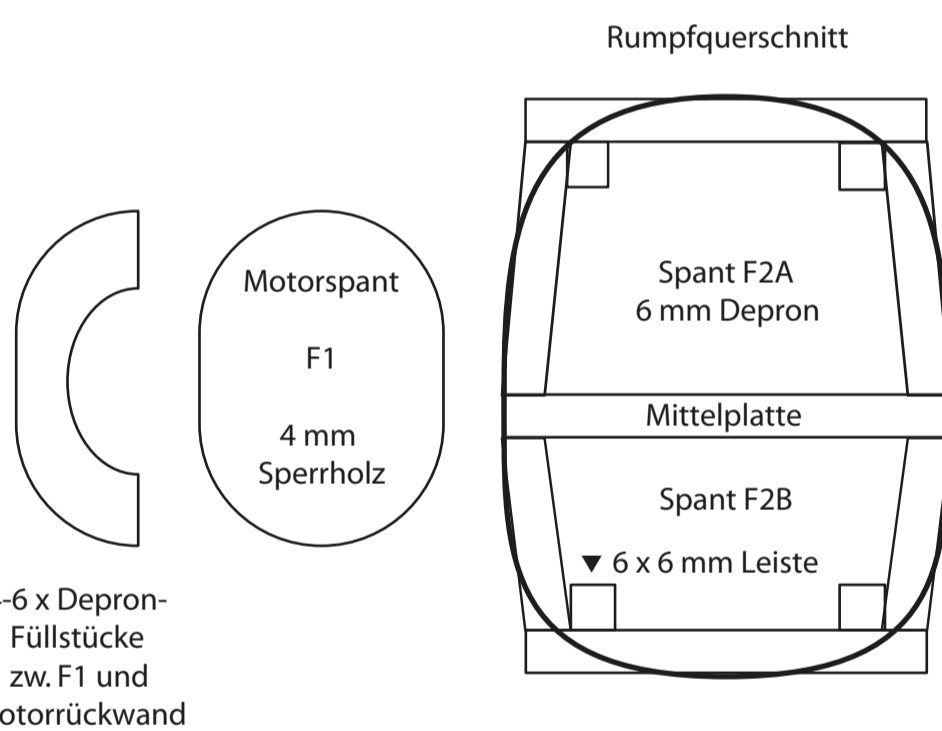 Rumpfquerschnitt
Motorspant
F1
4 mm
Sperrholz
Spant F2A
6 mm Depron
Mittelplatte
Spant F2B
▼ 6 x 6 mm Leiste
-6 x Depron-
Füllstücke
zw. F1 und
otorrückwand